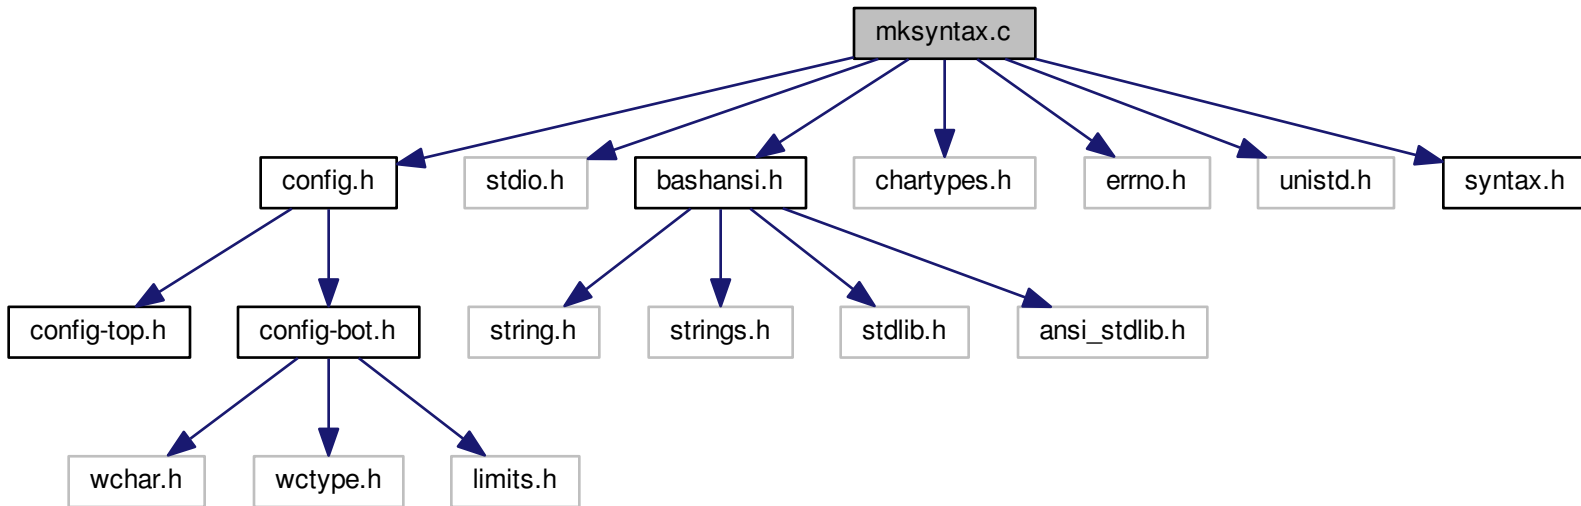 mksyntax.c
config.h
stdio.h
bashansi.h
chartypes.h
errno.h
unistd.h
syntax.h
config-top.h
config-bot.h
string.h
strings.h
stdlib.h
ansi_stdlib.h
wchar.h
wctype.h
limits.h